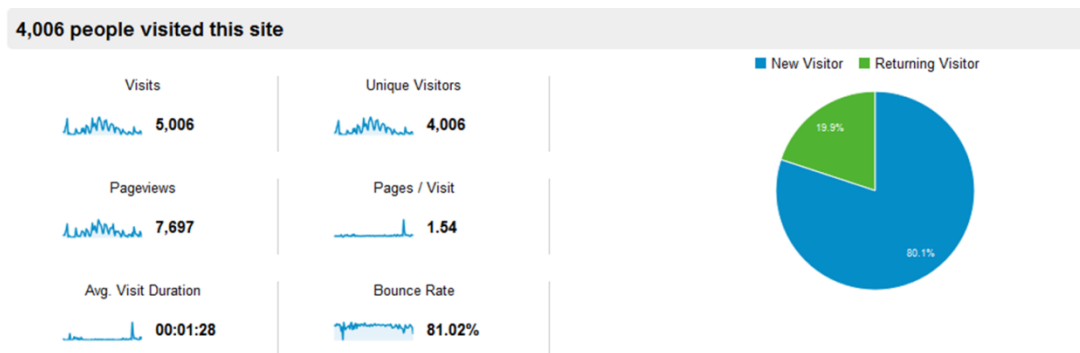 4,006 people visited this site
New Visitor Returning Visitor
Visits Unique Visitors
5,006 4,006
19.9%
Pageviews Pages / Visit
7,697 1.54
80.1%
Avg. Visit Duration Bounce Rate
00:01:28 81.02%